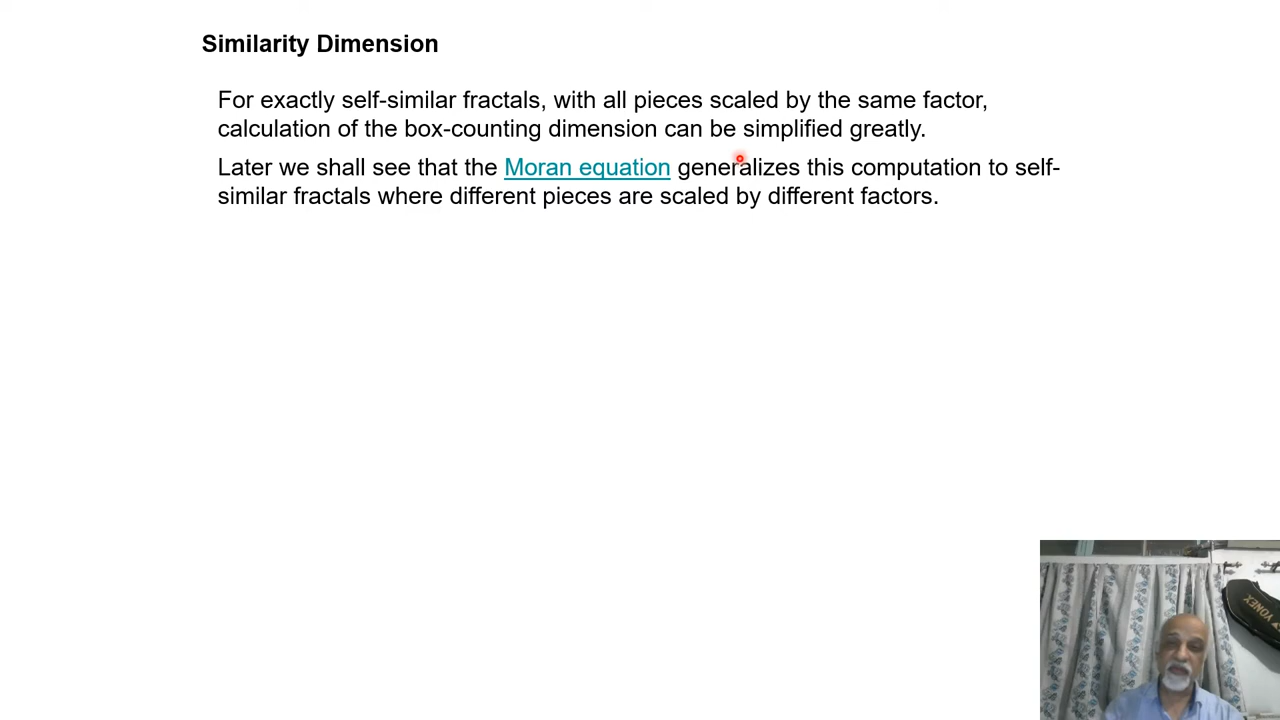 Similarity Dimension
For exactly self-similar fractals, with all pieces scaled by the same factor,
calculation of the box-counting dimension can be simplified greatly.
Later we shall see that the Moran equation generalizes this computation to self-
similar fractals where different pieces are scaled by different factors.
YONEX